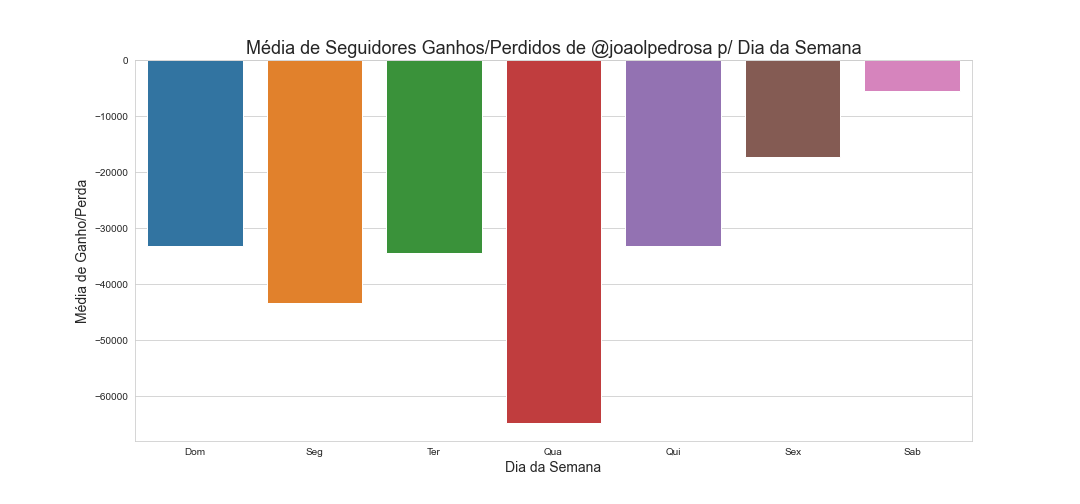 Média de Seguidores Ganhos/Perdidos de @joaolpedrosa p/ Dia da Semana
0
−10000
−20000
−30000
−40000
−50000
−60000
Média de Ganho/Perda
Dom Seg Ter Qua Qui Sex Sab
Dia da Semana